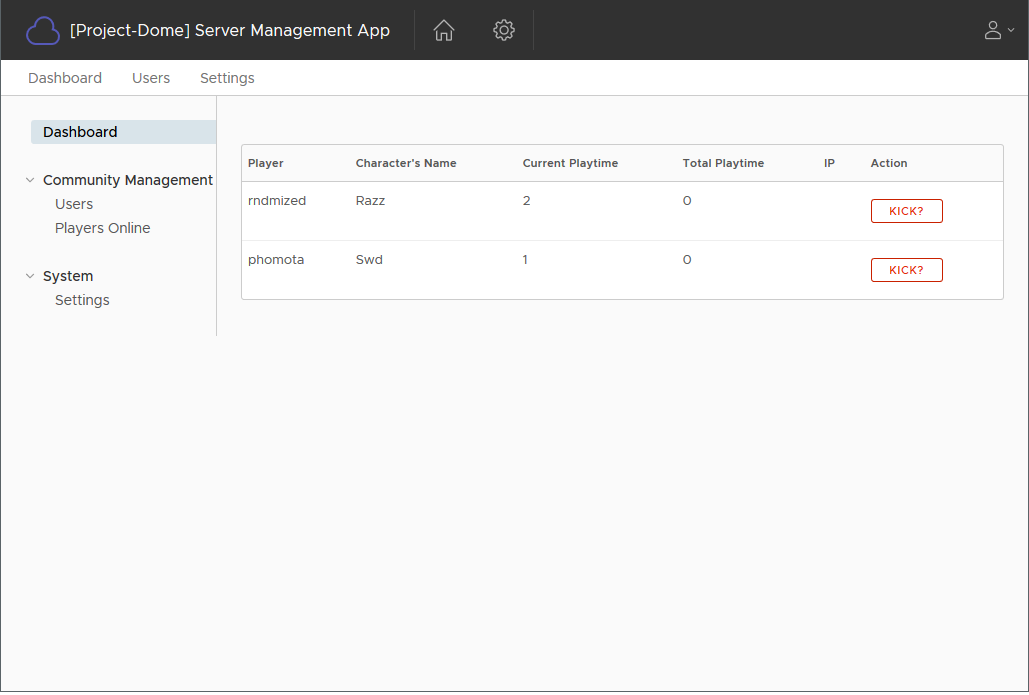 [Project-Dome] Server Management App
Dashboard Users Settings
Dashboard
Community Management
Users
Players Online
System
Settings
Player Character's Name Current Playtime Total Playtime IP Action
rndmized Razz 2 0 KICK?
phomota Swd 1 0 KICK?